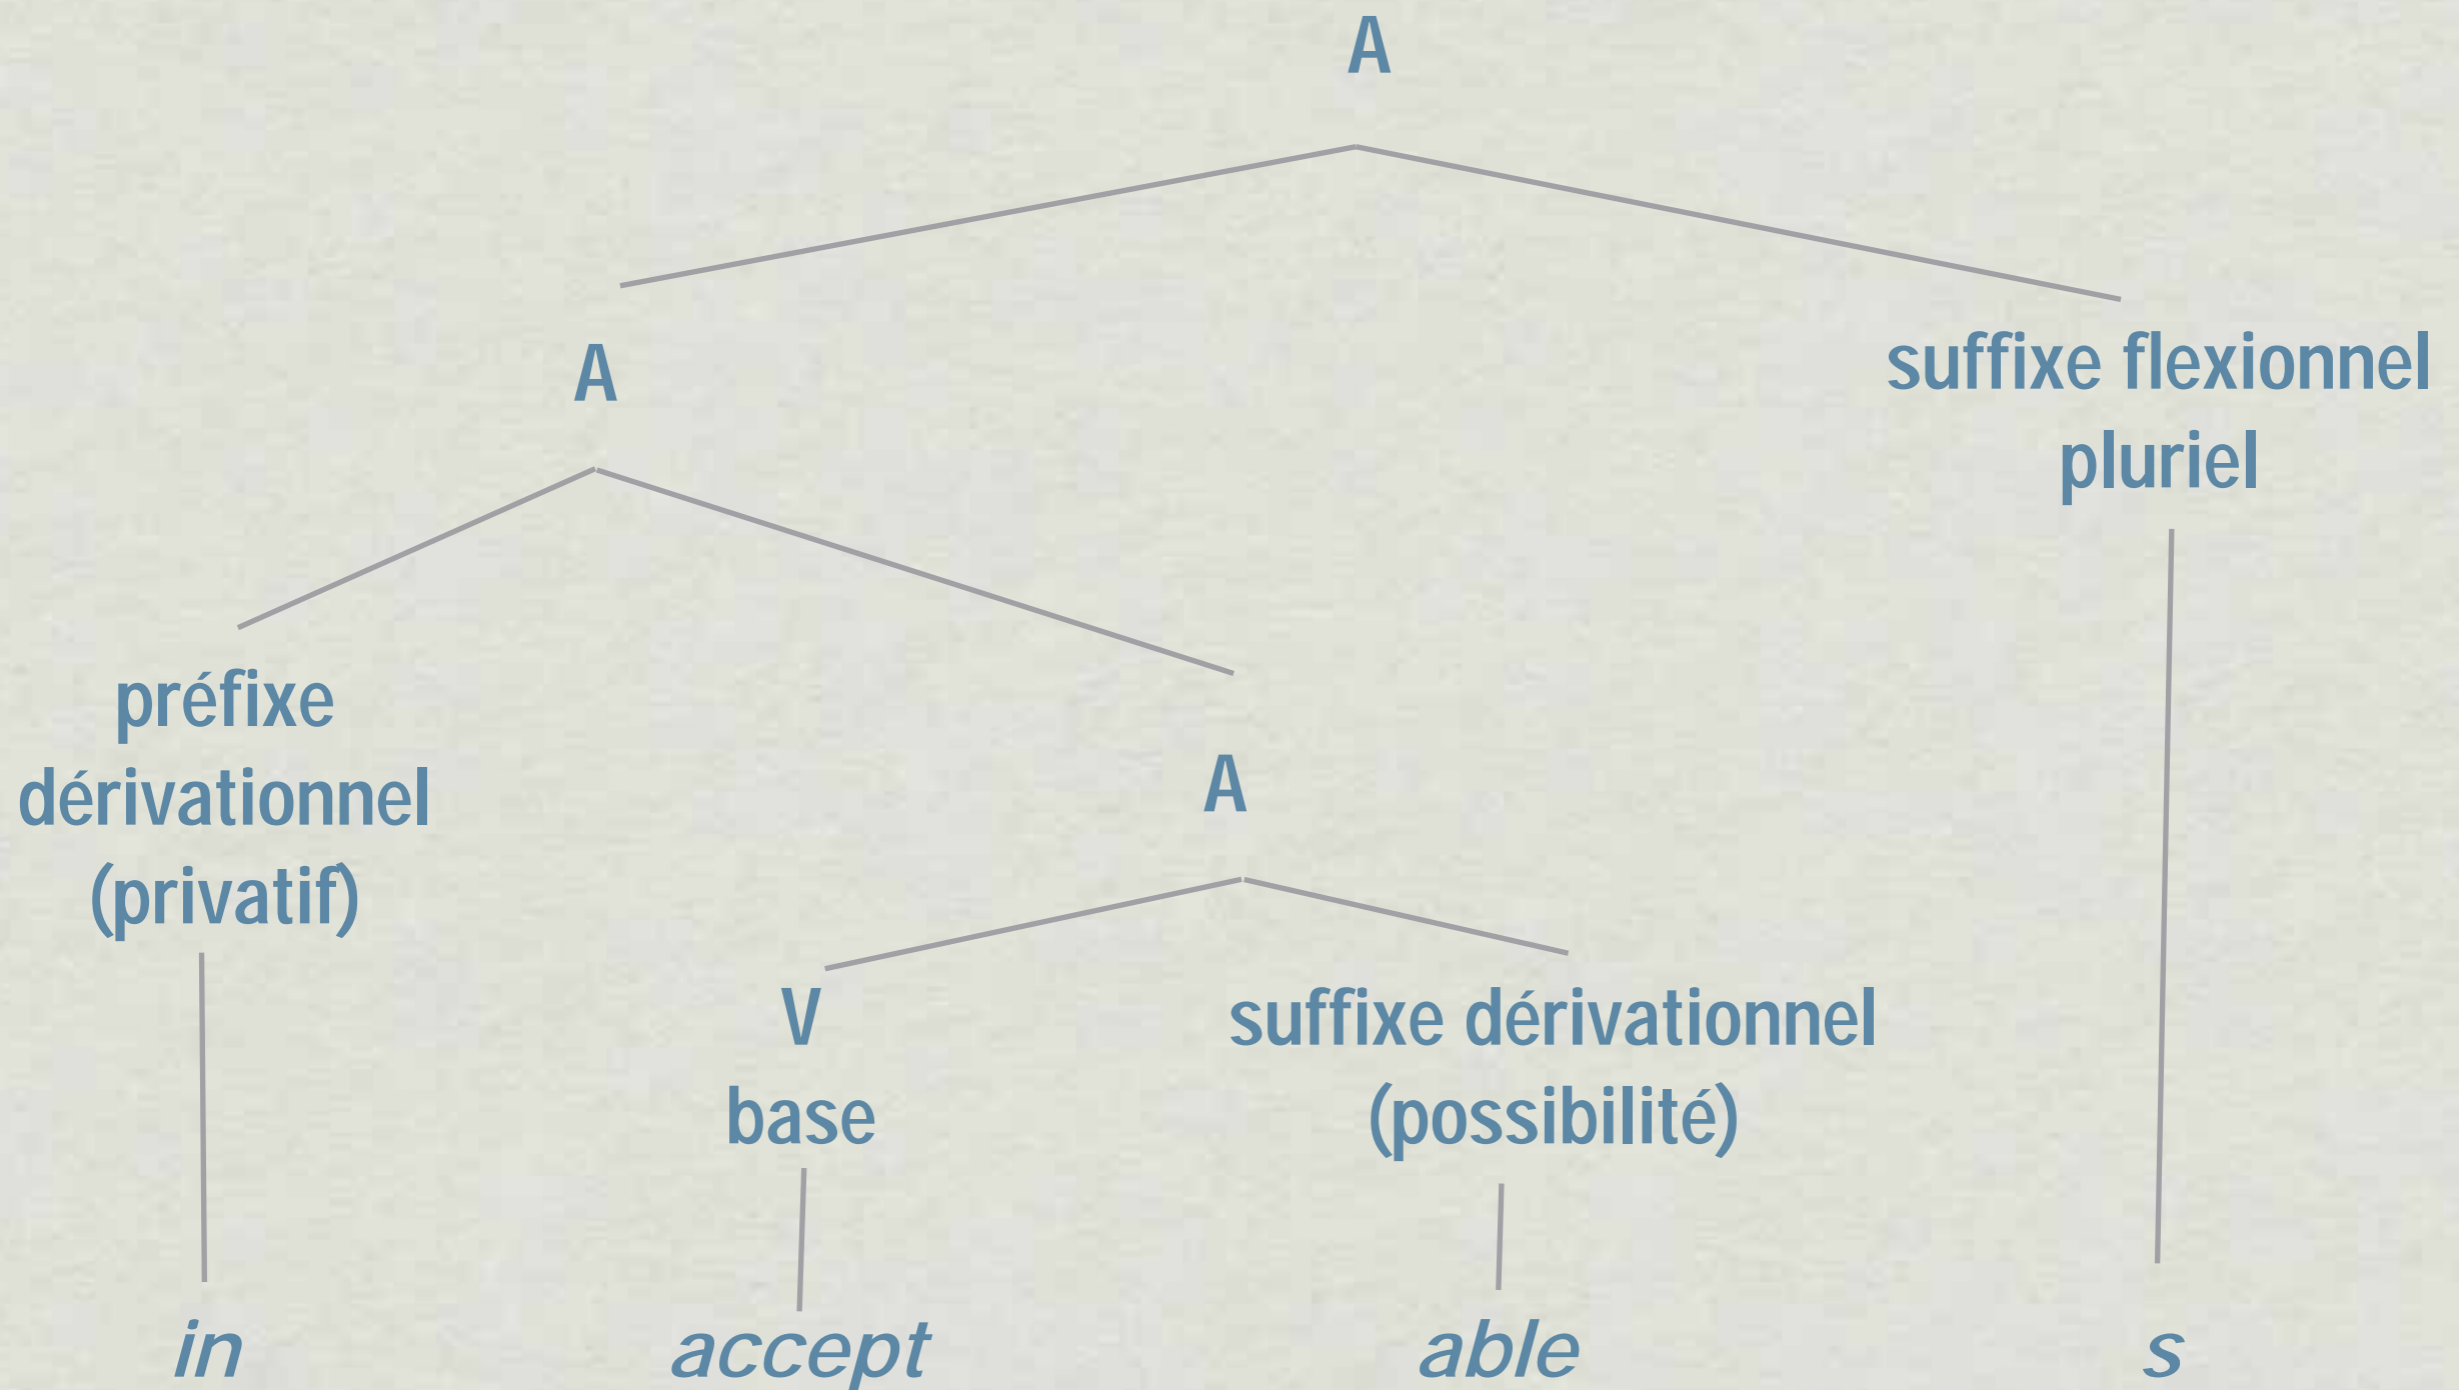 A
A
suffixe flexionnel
pluriel
préfixe
dérivationnel
(privatif)
A
V
base
suffixe dérivationnel
(possibilité)
in
accept
able
s